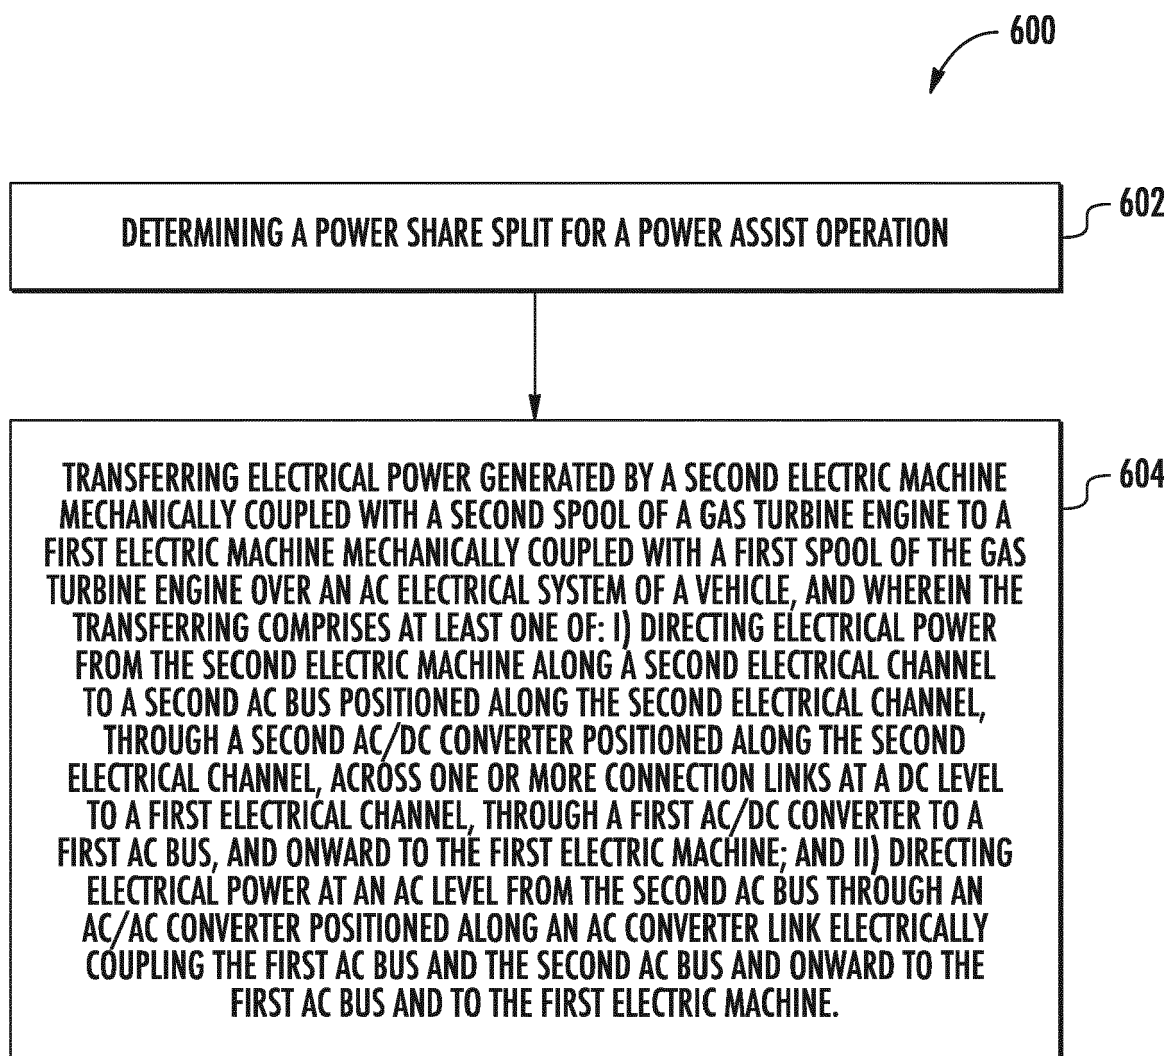 600
DETERMINING A POWER SHARE SPLIT FOR A POWER ASSIST OPERATION
602
TRANSFERRING ELECTRICAL POWER GENERATED BY A SECOND ELECTRIC MACHINE
MECHANICALLY COUPLED WITH A SECOND SPOOL OF A GAS TURBINE ENGINE TO A
FIRST ELECTRIC MACHINE MECHANICALLY COUPLED WITH A FIRST SPOOL OF THE GAS
TURBINE ENGINE OVER AN AC ELECTRICAL SYSTEM OF A VEHICLE, AND WHEREIN THE
TRANSFERRING COMPRISES AT LEAST ONE OF: I) DIRECTING ELECTRICAL POWER
FROM THE SECOND ELECTRIC MACHINE ALONG A SECOND ELECTRICAL CHANNEL
TO A SECOND AC BUS POSITIONED ALONG THE SECOND ELECTRICAL CHANNEL,
THROUGH A SECOND AC/DC CONVERTER POSITIONED ALONG THE SECOND
ELECTRICAL CHANNEL, ACROSS ONE OR MORE CONNECTION LINKS AT A DC LEVEL
TO A FIRST ELECTRICAL CHANNEL, THROUGH A FIRST AC/DC CONVERTER TO A
FIRST AC BUS, AND ONWARD TO THE FIRST ELECTRIC MACHINE; AND II) DIRECTING
ELECTRICAL POWER AT AN AC LEVEL FROM THE SECOND AC BUS THROUGH AN
AC/AC CONVERTER POSITIONED ALONG AN AC CONVERTER LINK ELECTRICALLY
COUPLING THE FIRST AC BUS AND THE SECOND AC BUS AND ONWARD TO THE
FIRST AC BUS AND TO THE FIRST ELECTRIC MACHINE.
604